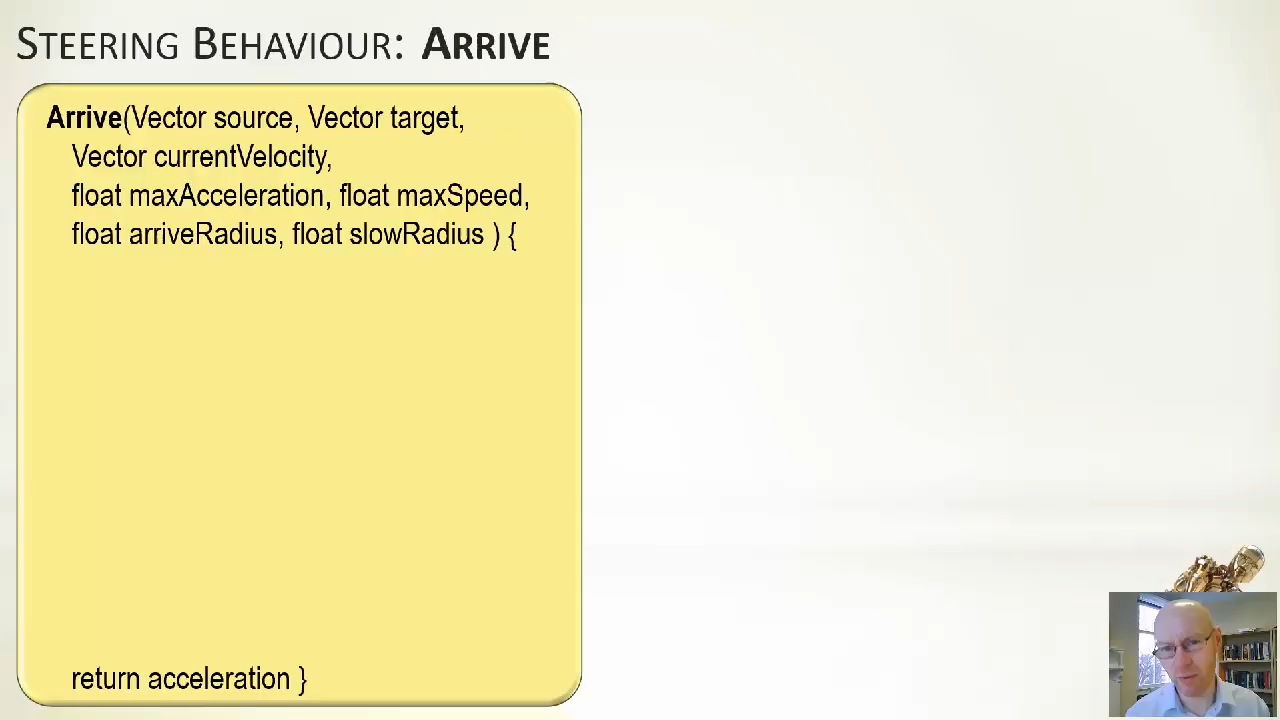 STEERING BEHAVIOUR: ARRIVE
Arrive(Vector source, Vector target,
Vector currentVelocity,
float maxAcceleration, float maxSpeed,
float arriveRadius, float slowRadius ) {
return acceleration }